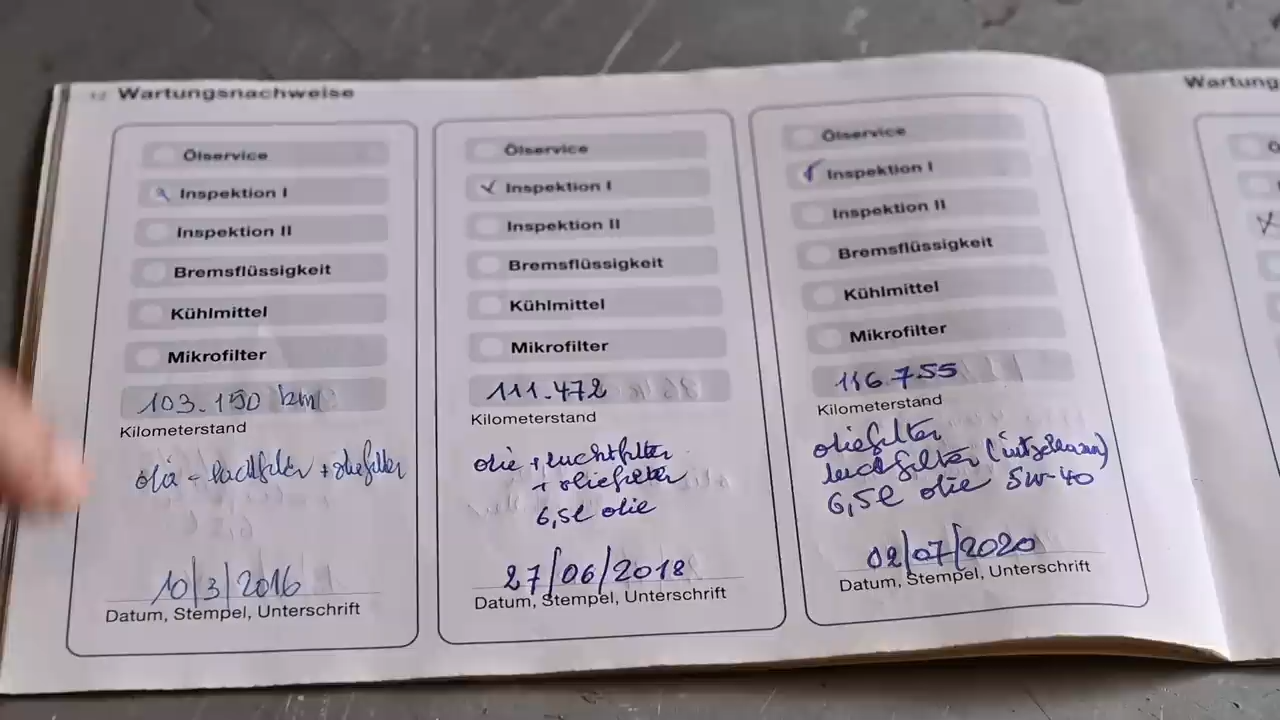 Wartungsnachweise
Ölservice
Inspektion I
Inspektion II
Bremsflüssigkeit
Kühlmittel
Mikrofilter
103.190 km
Kilometerstand
olie - luchtfilter + oliefilter
10/3/2016
Datum, Stempel, Unterschrift
Ölservice
Inspektion I
Inspektion II
Bremsflüssigkeit
Kühlmittel
Mikrofilter
111.472
Kilometerstand
olie + luchtfilter
+ oliefilter
6,5l olie
27/06/2018
Datum, Stempel, Unterschrift
Ölservice
Inspektion I
Inspektion II
Bremsflüssigkeit
Kühlmittel
Mikrofilter
116.755
Kilometerstand
oliefilter
luchtfilter
6,5l olie 5W-40
02/07/2020
Datum, Stempel, Unterschrift
Wartung